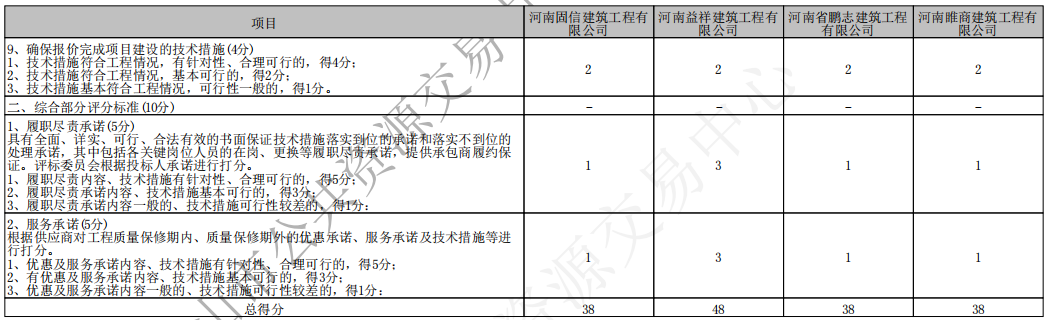 项目
河南固信建筑工程有
限公司
河南益祥建筑工程有
限公司
河南省鹏志建筑工程
有限公司
河南睢商建筑工程有
限公司
9、确保报价完成项目建设的技术措施(4分)
1、技术措施符合工程情况，有针对性、合理可行的，得4分；
2、技术措施符合工程情况，基本可行的，得2分；
3、技术措施基本符合工程情况，可行性一般的，得1分。
2
2
2
2
二、综合部分评分标准(10分)
-
-
-
-
1、履职尽责承诺(5分)
具有全面、详实、可行、合法有效的书面保证技术措施落实到位的承诺和落实不到位的
处理承诺，其中包括各关键岗位人员的在岗、更换等履职尽责承诺，提供承包商履约保
证。评标委员会根据投标人承诺进行打分。
1、履职尽责内容、技术措施有针对性、合理可行的，得5分；
2、履职尽责承诺内容、技术措施基本可行的，得3分；
3、履职尽责承诺内容一般的、技术措施可行性较差的，得1分：
1
3
1
1
2、服务承诺(5分)
根据供应商对工程质量保修期内、质量保修期外的优惠承诺、服务承诺及技术措施等进
行打分。
1、优惠及服务承诺内容、技术措施有针对性、合理可行的，得5分；
2、有优惠及服务承诺内容、技术措施基本可行的，得3分；
3、优惠及服务承诺内容一般的、技术措施可行性较差的，得1分：
1
3
1
1
总得分
38
48
38
38
山市公共资源交易中
资源交易中心